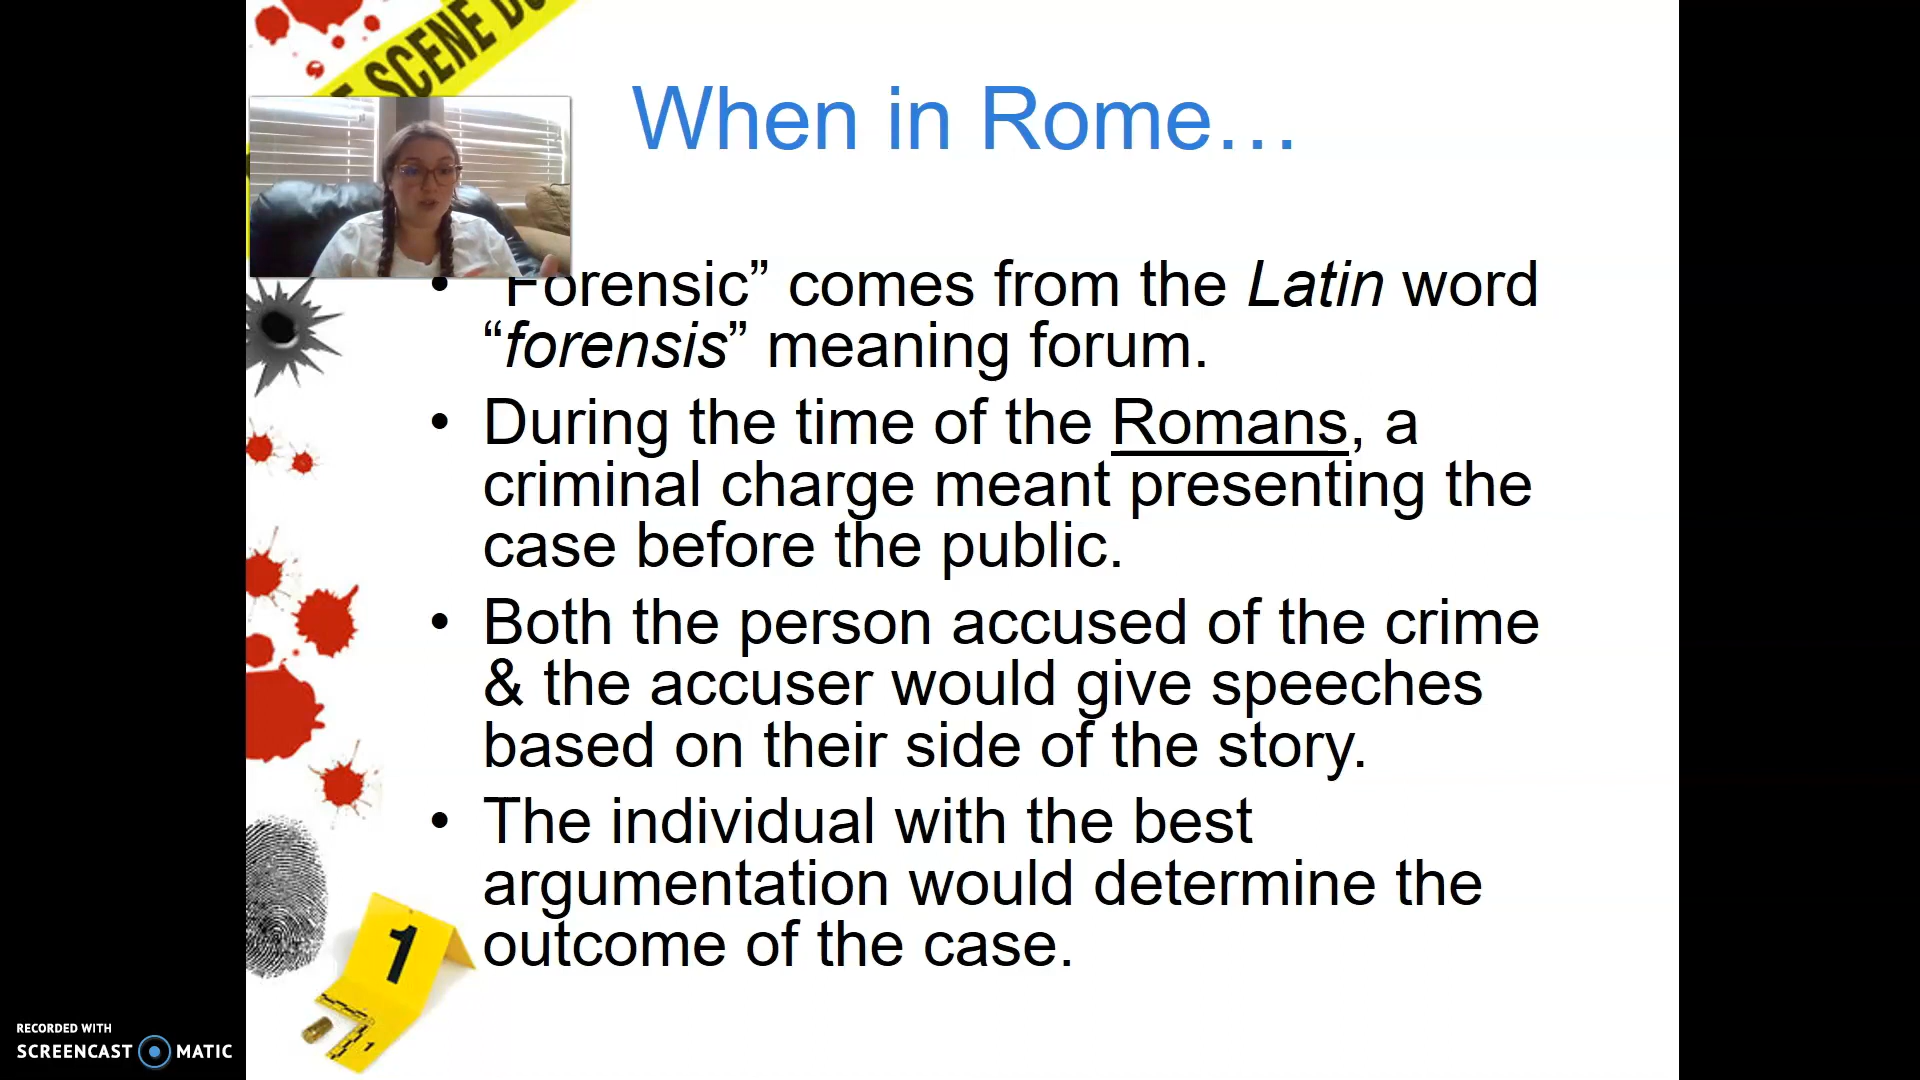 SCENE
When in Rome…
• “Forensic” comes from the Latin word
“forensis” meaning forum.
• During the time of the Romans, a
criminal charge meant presenting the
case before the public.
• Both the person accused of the crime
& the accuser would give speeches
based on their side of the story.
• The individual with the best
argumentation would determine the
outcome of the case.
1
1
RECORDED WITH
SCREENCAST MATIC